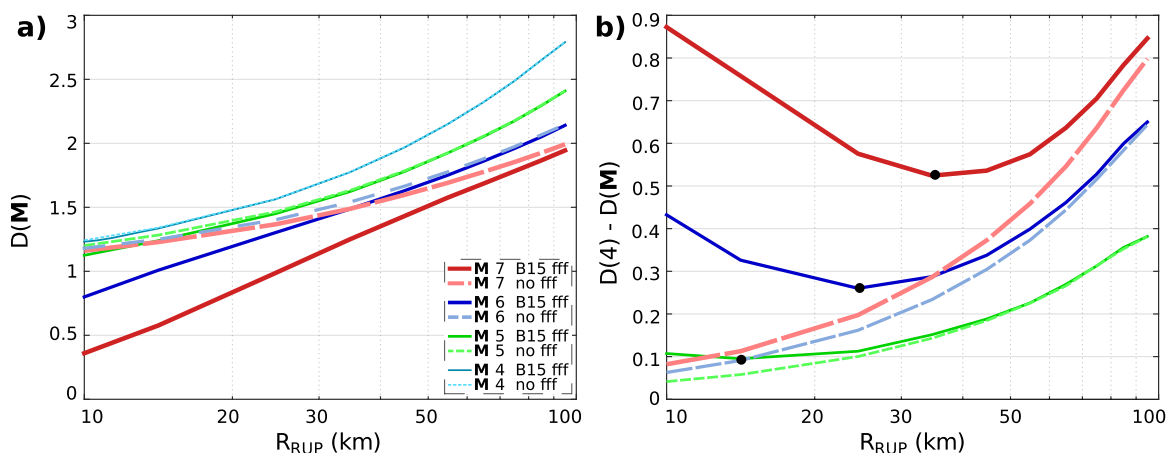 a)
3
2.5
2
1.5
1
0.5
0
D(M)
10 20 30 50 100
R_RUP (km)
M 7 B15 fff
M 7 no fff
M 6 B15 fff
M 6 no fff
M 5 B15 fff
M 5 no fff
M 4 B15 fff
M 4 no fff
b)
0.9
0.8
0.7
0.6
0.5
0.4
0.3
0.2
0.1
0
D(4) - D(M)
10 20 30 50 100
R_RUP (km)